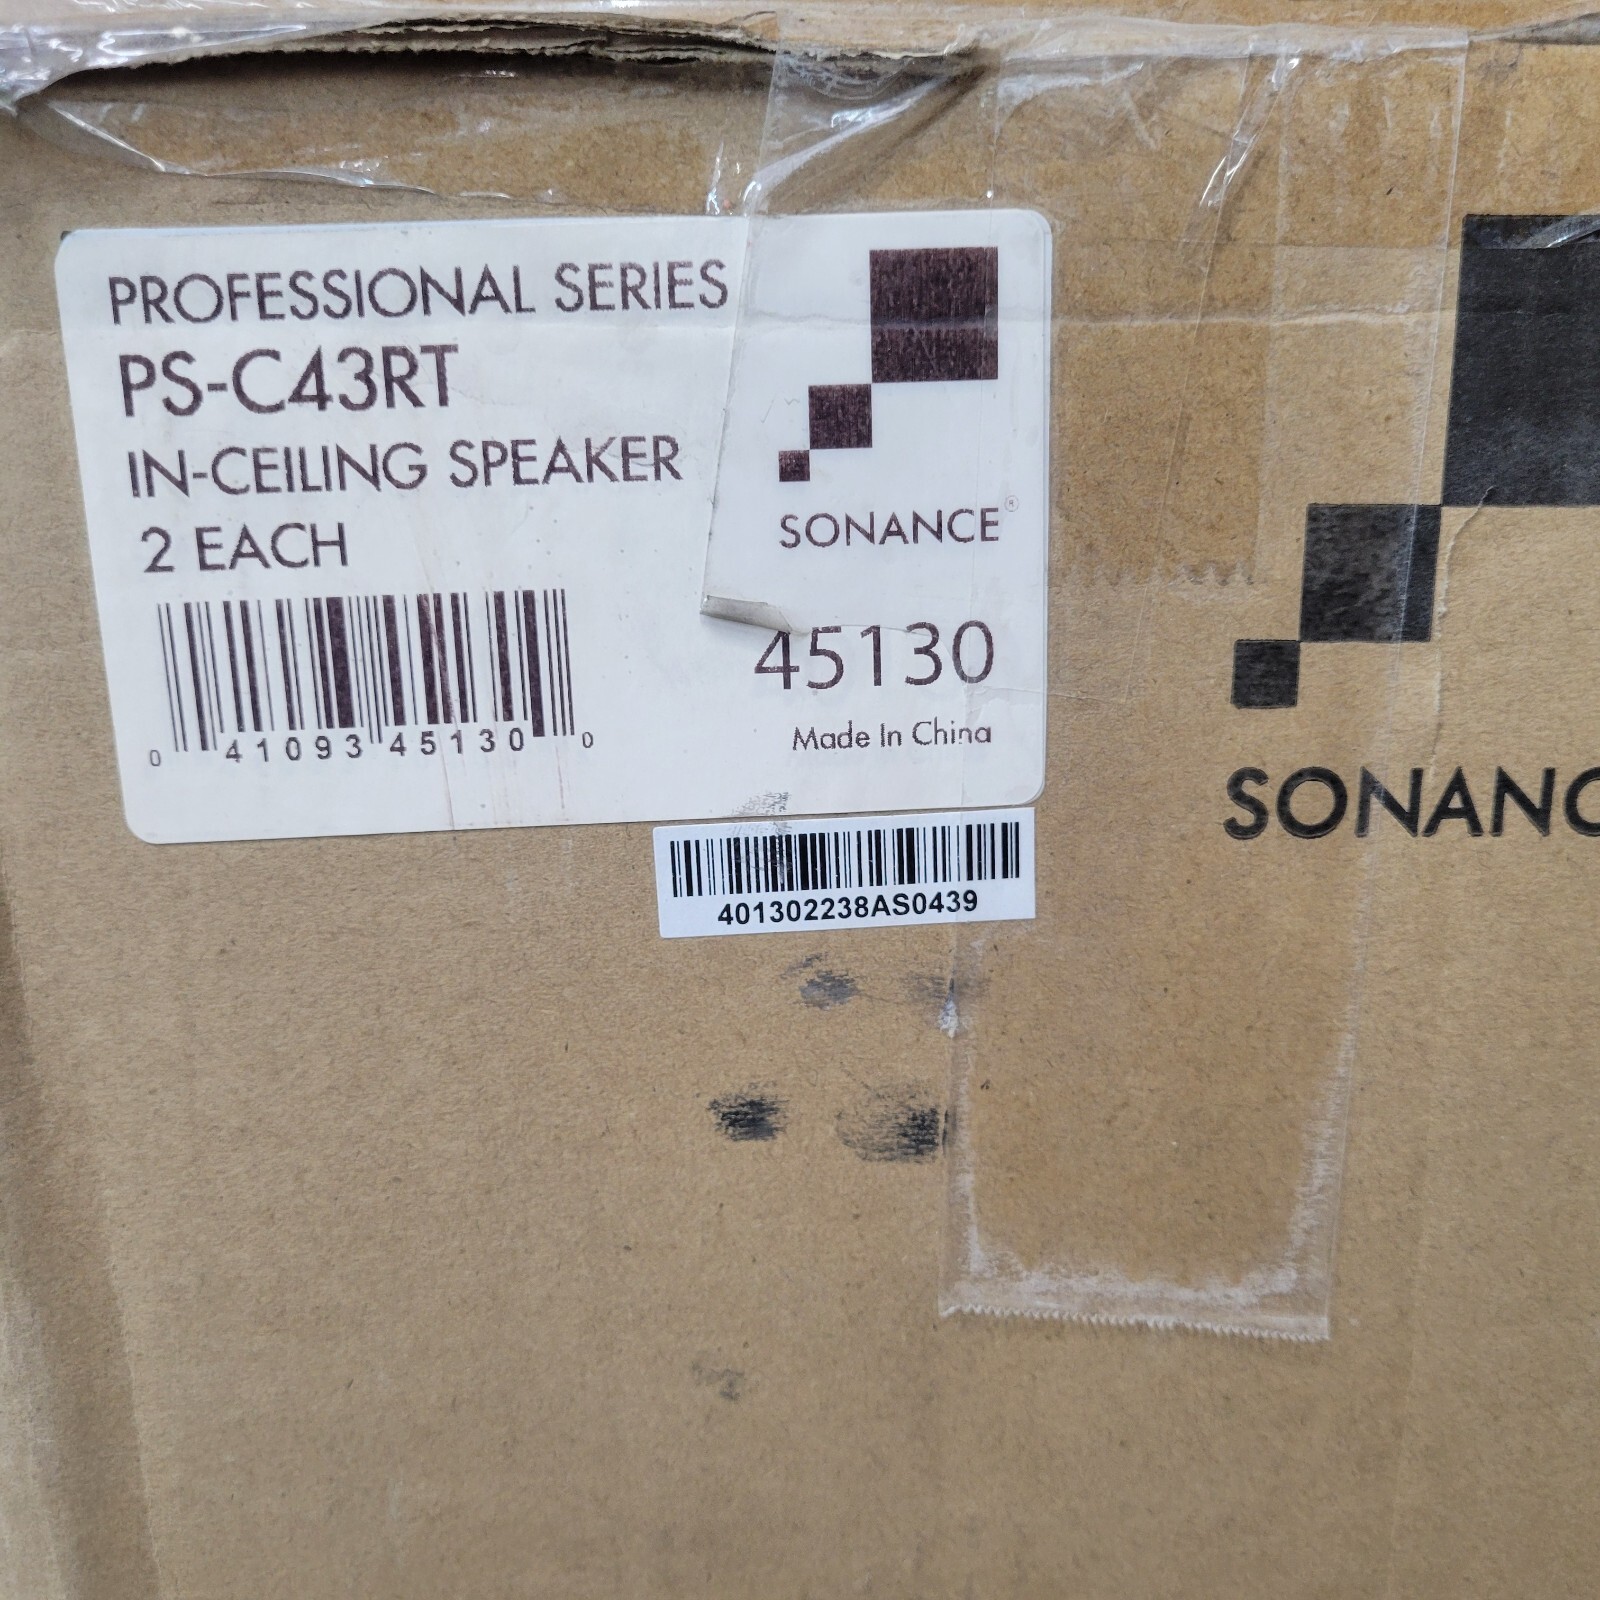 PROFESSIONAL SERIES
PS-C43RT
IN-CEILING SPEAKER
2 EACH
SONANCE®
45130
Made In China
0 41093 45130 0
401302238AS0439
SONANC